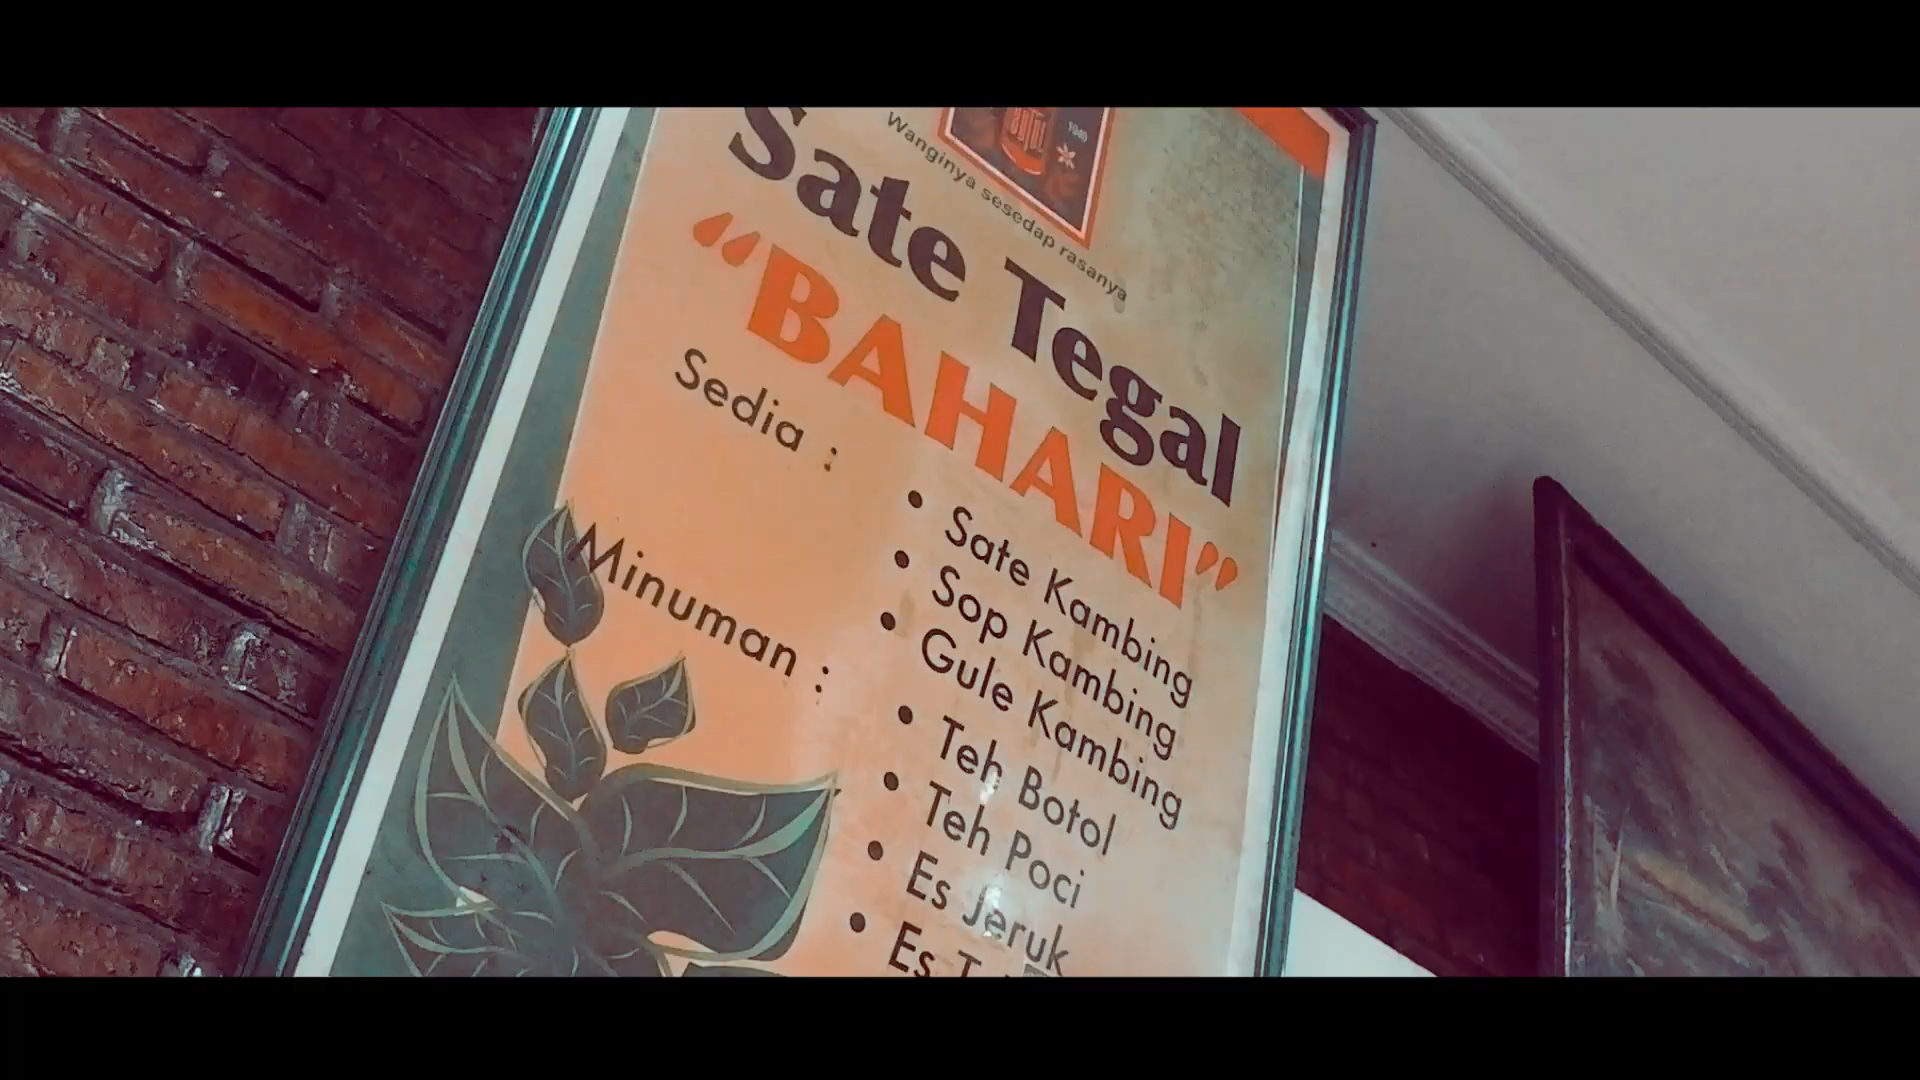 1940
Wanginya sesedap rasanya
Sate Tegal
“BAHARI”
Sedia :
• Sate Kambing
• Sop Kambing
• Gule Kambing
Minuman :
• Teh Botol
• Teh Poci
• Es Jeruk
• Es